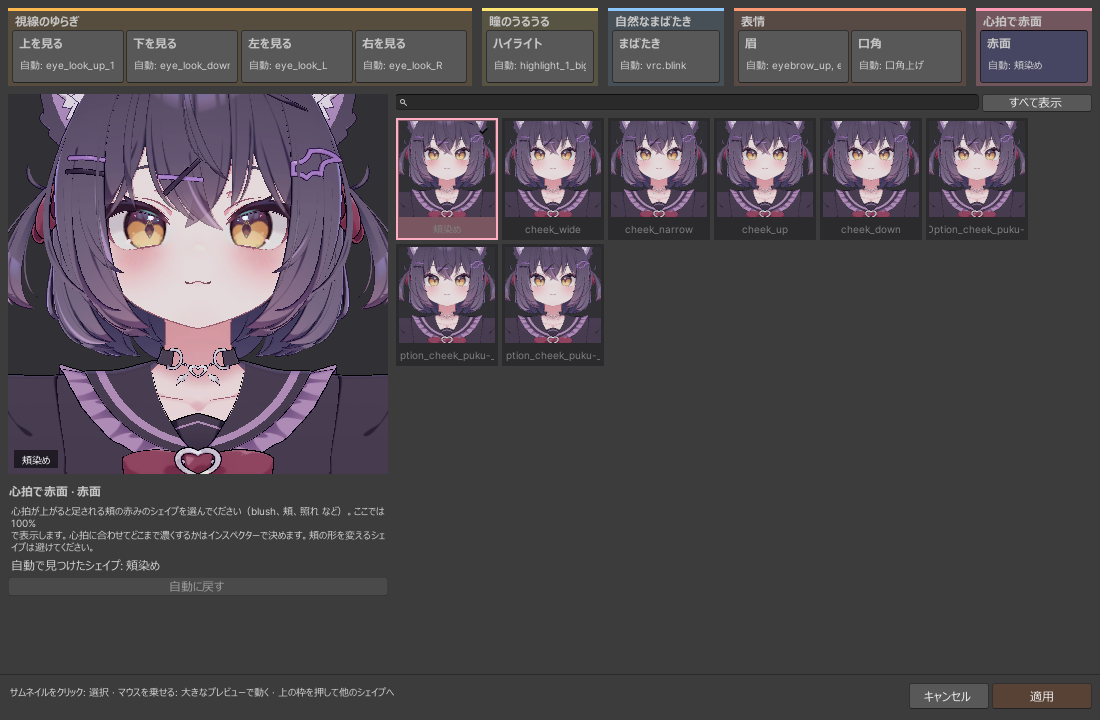 視線のゆらぎ
上を見る
自動: eye_look_up_1
下を見る
自動: eye_look_down
左を見る
自動: eye_look_L
右を見る
自動: eye_look_R
瞳のうるうる
ハイライト
自動: highlight_1_big
自然なまばたき
まばたき
自動: vrc.blink
表情
眉
自動: eyebrow_up, e
口角
自動: 口角上げ
心拍で赤面
赤面
自動: 頬染め
すべて表示
頬染め
cheek_wide
cheek_narrow
cheek_up
cheek_down
Option_cheek_puku-
ption_cheek_puku-_
ption_cheek_puku-_
頬染め
心拍で赤面 · 赤面
心拍が上がると足される頬の赤みのシェイプを選んでください（blush、頬、照れ など）。ここでは
100%
で表示します。心拍に合わせてどこまで濃くするかはインスペクターで決めます。頬の形を変えるシェ
イプは避けてください。
自動で見つけたシェイプ: 頬染め
自動に戻す
サムネイルをクリック: 選択 · マウスを乗せる: 大きなプレビューで動く · 上の枠を押して他のシェイプへ
キャンセル
適用